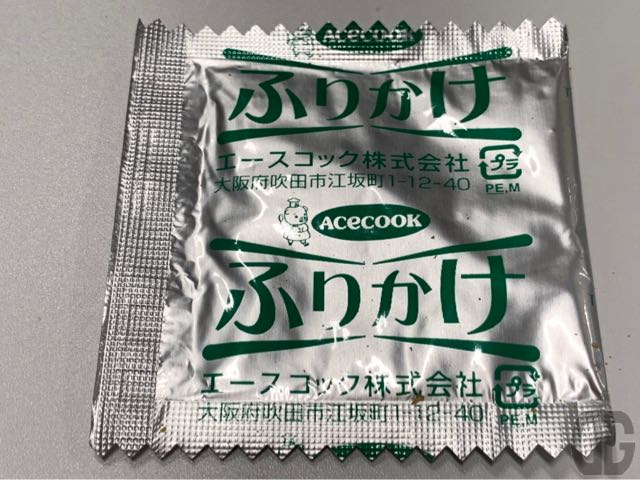 Acecook
ふりかけ
エースコック株式会社
プラ
大阪府吹田市江坂町1-12-40
PE,M
Acecook
ふりかけ
エースコック株式会社
プラ
大阪府吹田市江坂町1-12-40
PE,M